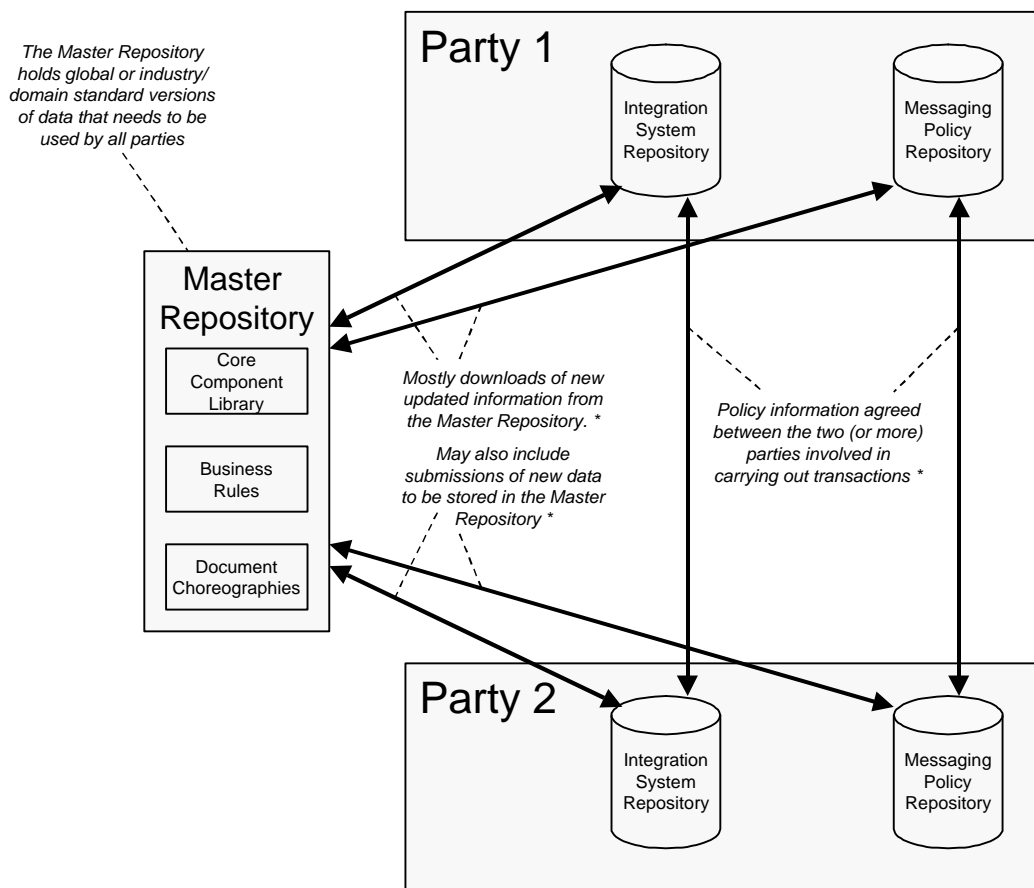 Party 1
The Master Repository
holds global or industry/
domain standard versions
of data that needs to be
used by all parties
Integration
System
Repository
Messaging
Policy
Repository
Master
Repository
Core
Component
Library
Business
Rules
Document
Choreographies
Mostly downloads of new
updated information from
the Master Repository. *
May also include
submissions of new data
to be stored in the Master
Repository *
Policy information agreed
between the two (or more)
parties involved in
carrying out transactions *
Party 2
Integration
System
Repository
Messaging
Policy
Repository